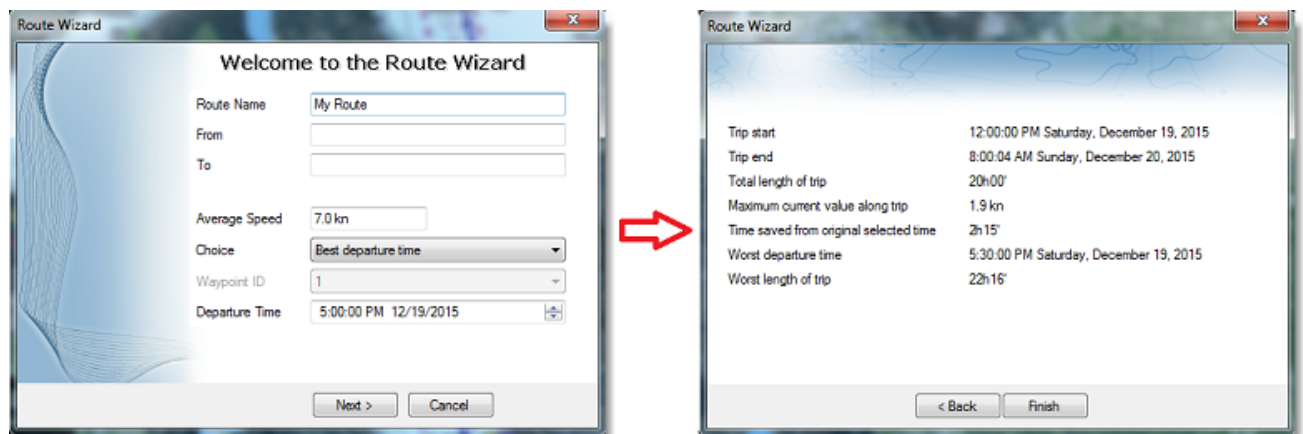 Route Wizard
Welcome to the Route Wizard
Route Name My Route
From
To
Average Speed 7.0 kn
Choice Best departure time
Waypoint ID 1
Departure Time 5:00:00 PM 12/19/2015
Next > Cancel
Route Wizard
Trip start 12:00:00 PM Saturday, December 19, 2015
Trip end 8:00:04 AM Sunday, December 20, 2015
Total length of trip 20h00'
Maximum current value along trip 1.9 kn
Time saved from original selected time 2h15'
Worst departure time 5:30:00 PM Saturday, December 19, 2015
Worst length of trip 22h16'
< Back Finish